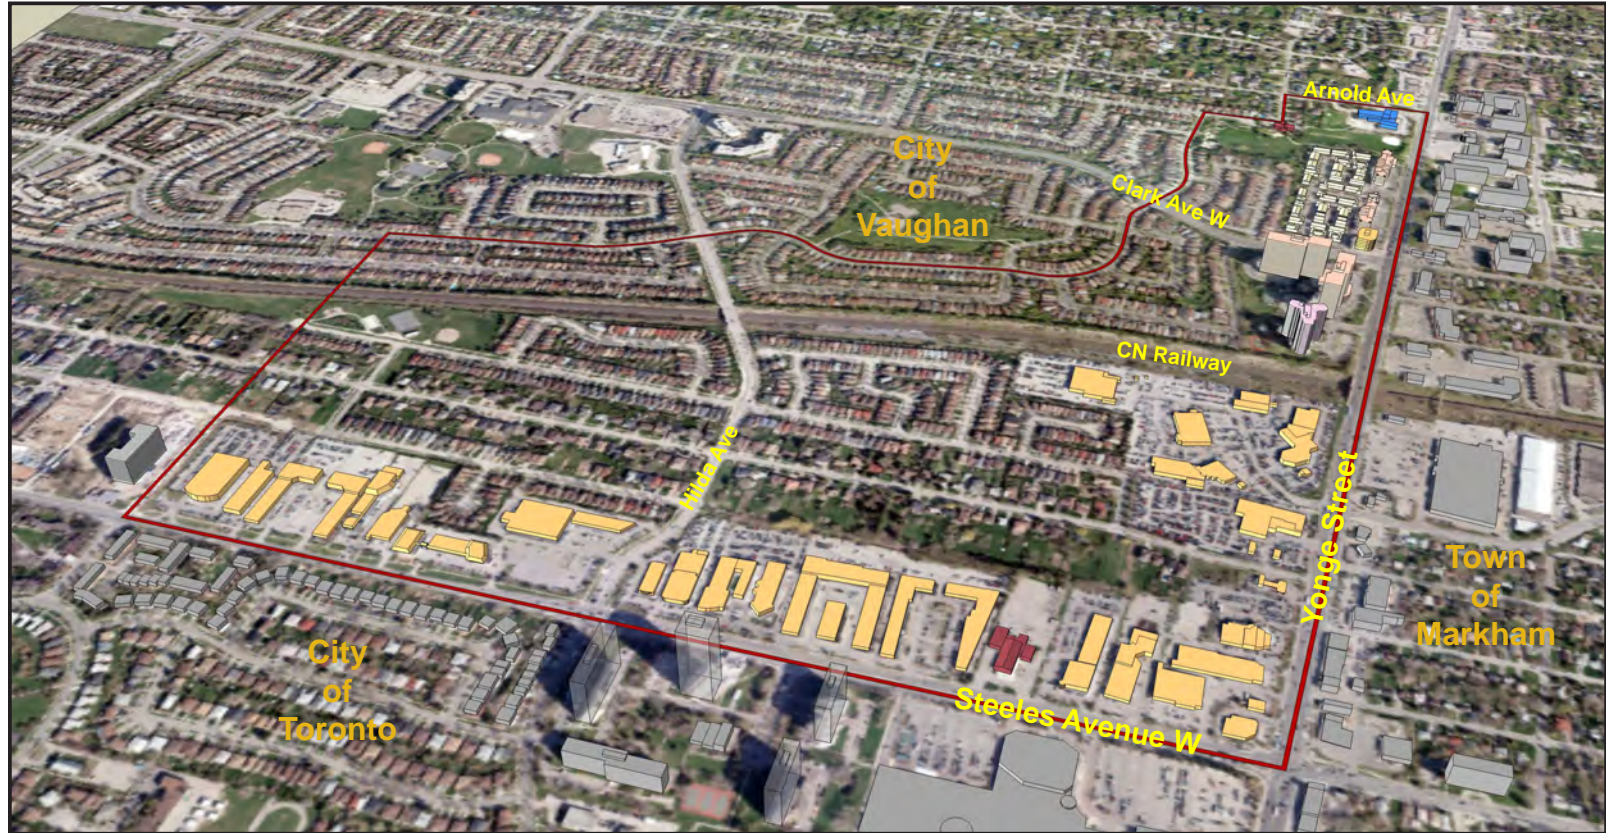 Arnold Ave
City
of
Vaughan
Clark Ave W
CN Railway
Hilda Ave
Yonge Street
Town
of
Markham
City
of
Toronto
Steeles Avenue W